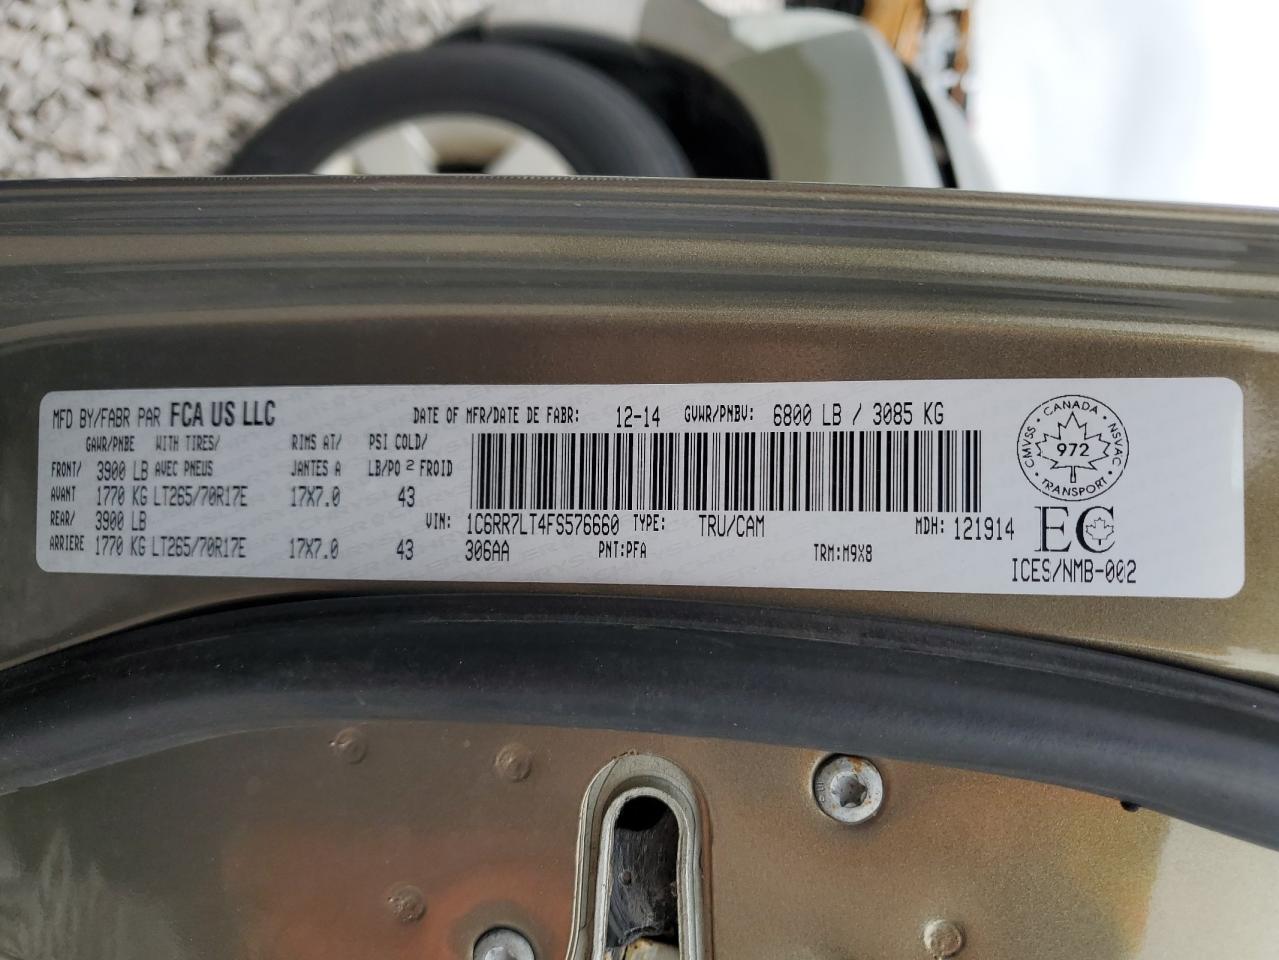 MFD BY/FABR PAR FCA US LLC DATE OF MFR/DATE DE FABR: 12-14 GVWR/PNBV: 6800 LB / 3085 KG
GAWR/PNBE WITH TIRES/ RIMS AT/ PSI COLD/
FRONT/ 3900 LB AVEC PNEUS JANTES A LB/PO 2 FROID
AVANT 1770 KG LT265/70R17E 17X7.0 43
REAR/ 3900 LB VIN: 1C6RR7LT4FS576660 TYPE: TRU/CAM MDH: 121914
ARRIERE 1770 KG LT265/70R17E 17X7.0 43 306AA PNT:PFA TRM:M9X8
CANADA
CMVSS 972 NSVAC
TRANSPORT
EC
ICES/NMB-002